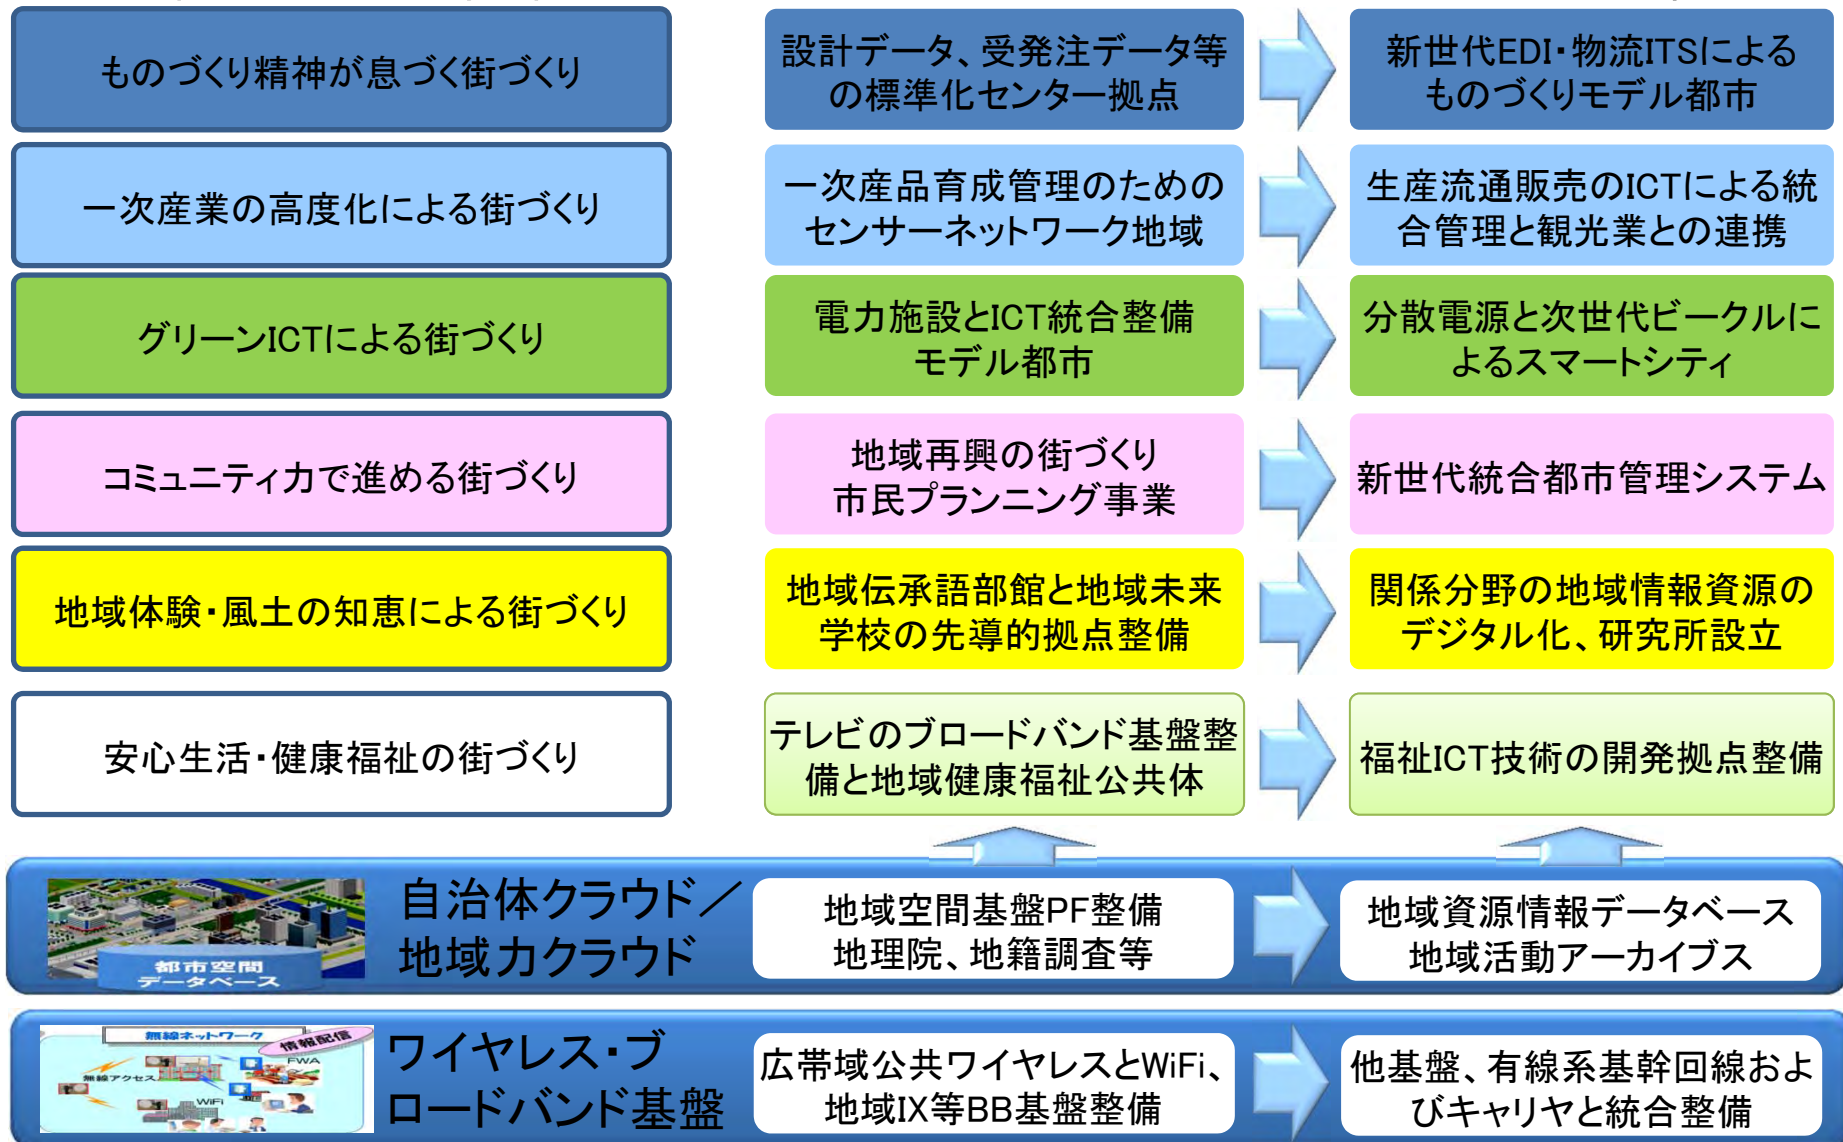 ものづくり精神が息づく街づくり
設計データ、受発注データ等
の標準化センター拠点
新世代EDI・物流ITSによる
ものづくりモデル都市
一次産業の高度化による街づくり
一次産品育成管理のための
センサーネットワーク地域
生産流通販売のICTによる統
合管理と観光業との連携
グリーンICTによる街づくり
電力施設とICT統合整備
モデル都市
分散電源と次世代ビークルに
よるスマートシティ
コミュニティ力で進める街づくり
地域再興の街づくり
市民プランニング事業
新世代統合都市管理システム
地域体験・風土の知恵による街づくり
地域伝承語部館と地域未来
学校の先導的拠点整備
関係分野の地域情報資源の
デジタル化、研究所設立
安心生活・健康福祉の街づくり
テレビのブロードバンド基盤整
備と地域健康福祉公共体
福祉ICT技術の開発拠点整備
都市空間
データベース
自治体クラウド／
地域力クラウド
地域空間基盤PF整備
地理院、地籍調査等
地域資源情報データベース
地域活動アーカイブス
無線ネットワーク
情報配信
FWA
無線アクセス
WiFi
ワイヤレス・ブ
ロードバンド基盤
広帯域公共ワイヤレスとWiFi、
地域IX等BB基盤整備
他基盤、有線系基幹回線およ
びキャリヤと統合整備